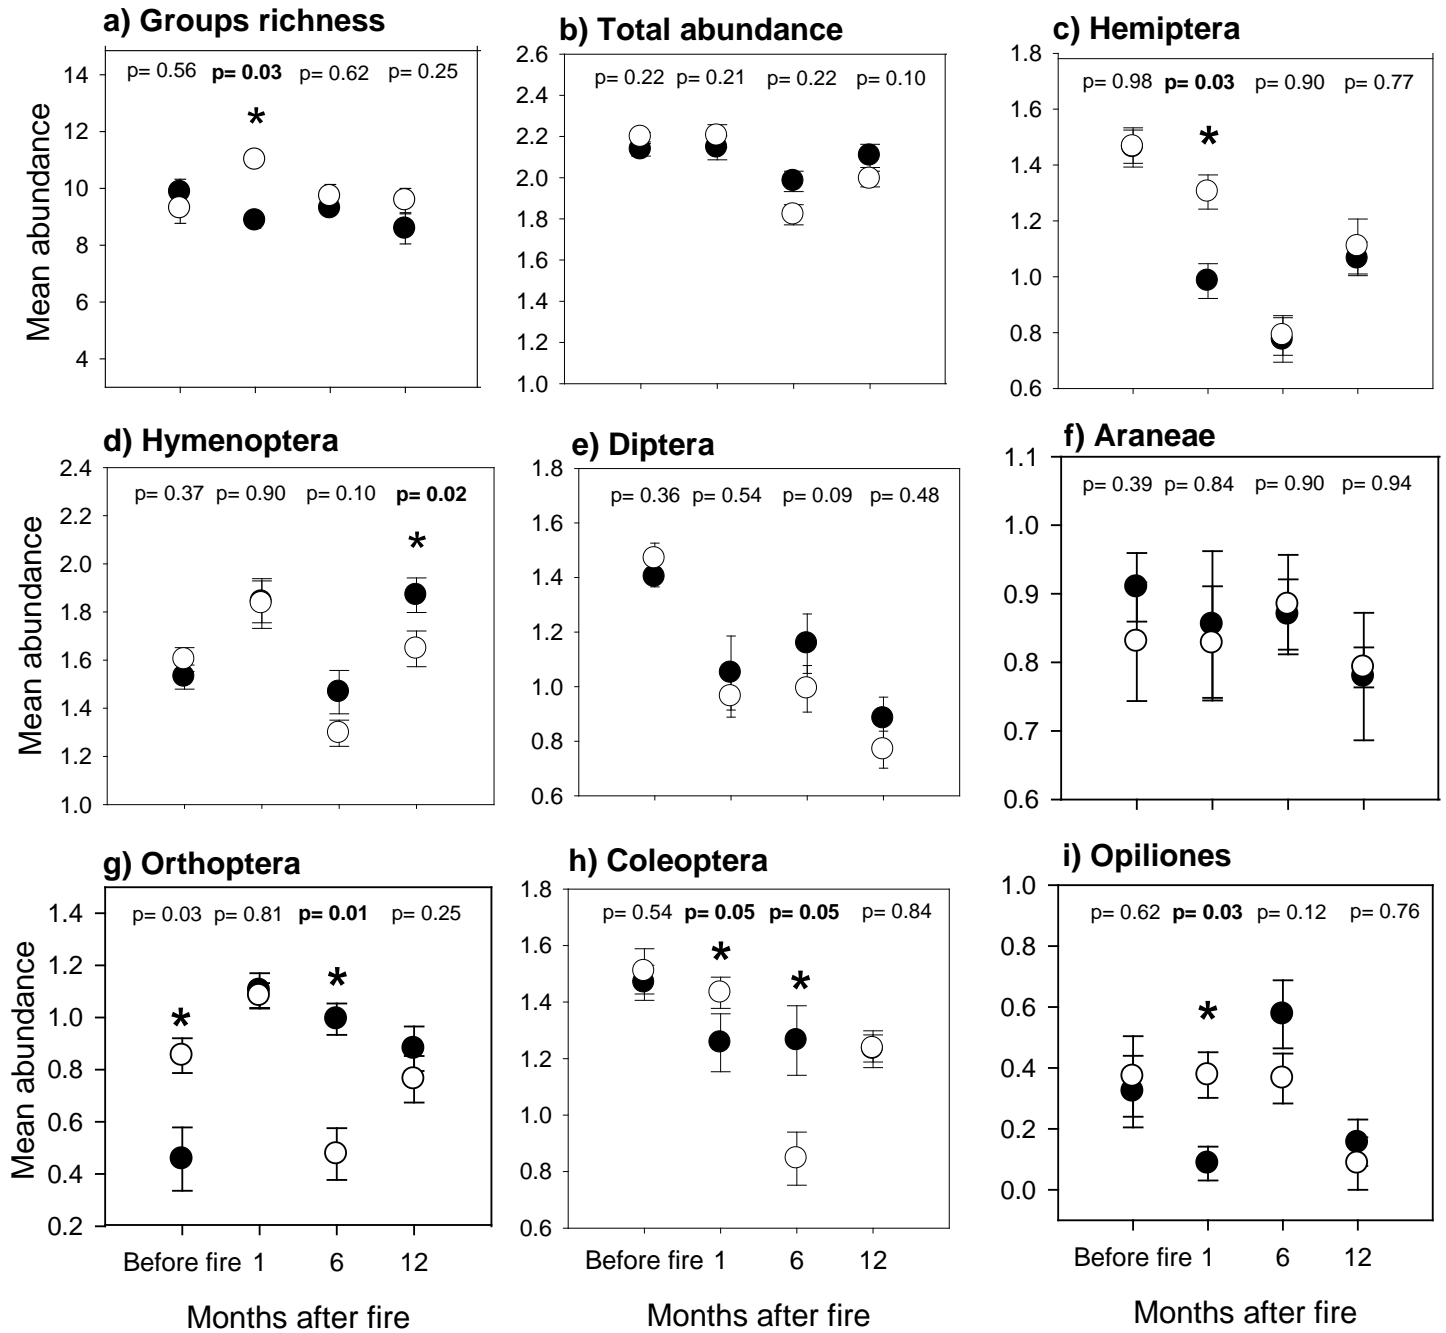 a) Groups richness
p= 0.56 p= 0.03 p= 0.62 p= 0.25
*
14
12
10
8
6
4
Mean abundance
b) Total abundance
p= 0.22 p= 0.21 p= 0.22 p= 0.10
2.6
2.4
2.2
2.0
1.8
1.6
1.4
1.2
1.0
c) Hemiptera
p= 0.98 p= 0.03 p= 0.90 p= 0.77
*
1.8
1.6
1.4
1.2
1.0
0.8
0.6
d) Hymenoptera
p= 0.37 p= 0.90 p= 0.10 p= 0.02
*
2.4
2.2
2.0
1.8
1.6
1.4
1.2
1.0
Mean abundance
e) Diptera
p= 0.36 p= 0.54 p= 0.09 p= 0.48
1.8
1.6
1.4
1.2
1.0
0.8
0.6
f) Araneae
p= 0.39 p= 0.84 p= 0.90 p= 0.94
1.1
1.0
0.9
0.8
0.7
0.6
g) Orthoptera
p= 0.03 p= 0.81 p= 0.01 p= 0.25
* *
1.4
1.2
1.0
0.8
0.6
0.4
0.2
Mean abundance
Before fire 1 6 12
Months after fire
h) Coleoptera
p= 0.54 p= 0.05 p= 0.05 p= 0.84
* *
1.8
1.6
1.4
1.2
1.0
0.8
0.6
Before fire 1 6 12
Months after fire
i) Opiliones
p= 0.62 p= 0.03 p= 0.12 p= 0.76
*
1.0
0.8
0.6
0.4
0.2
0.0
Before fire 1 6 12
Months after fire